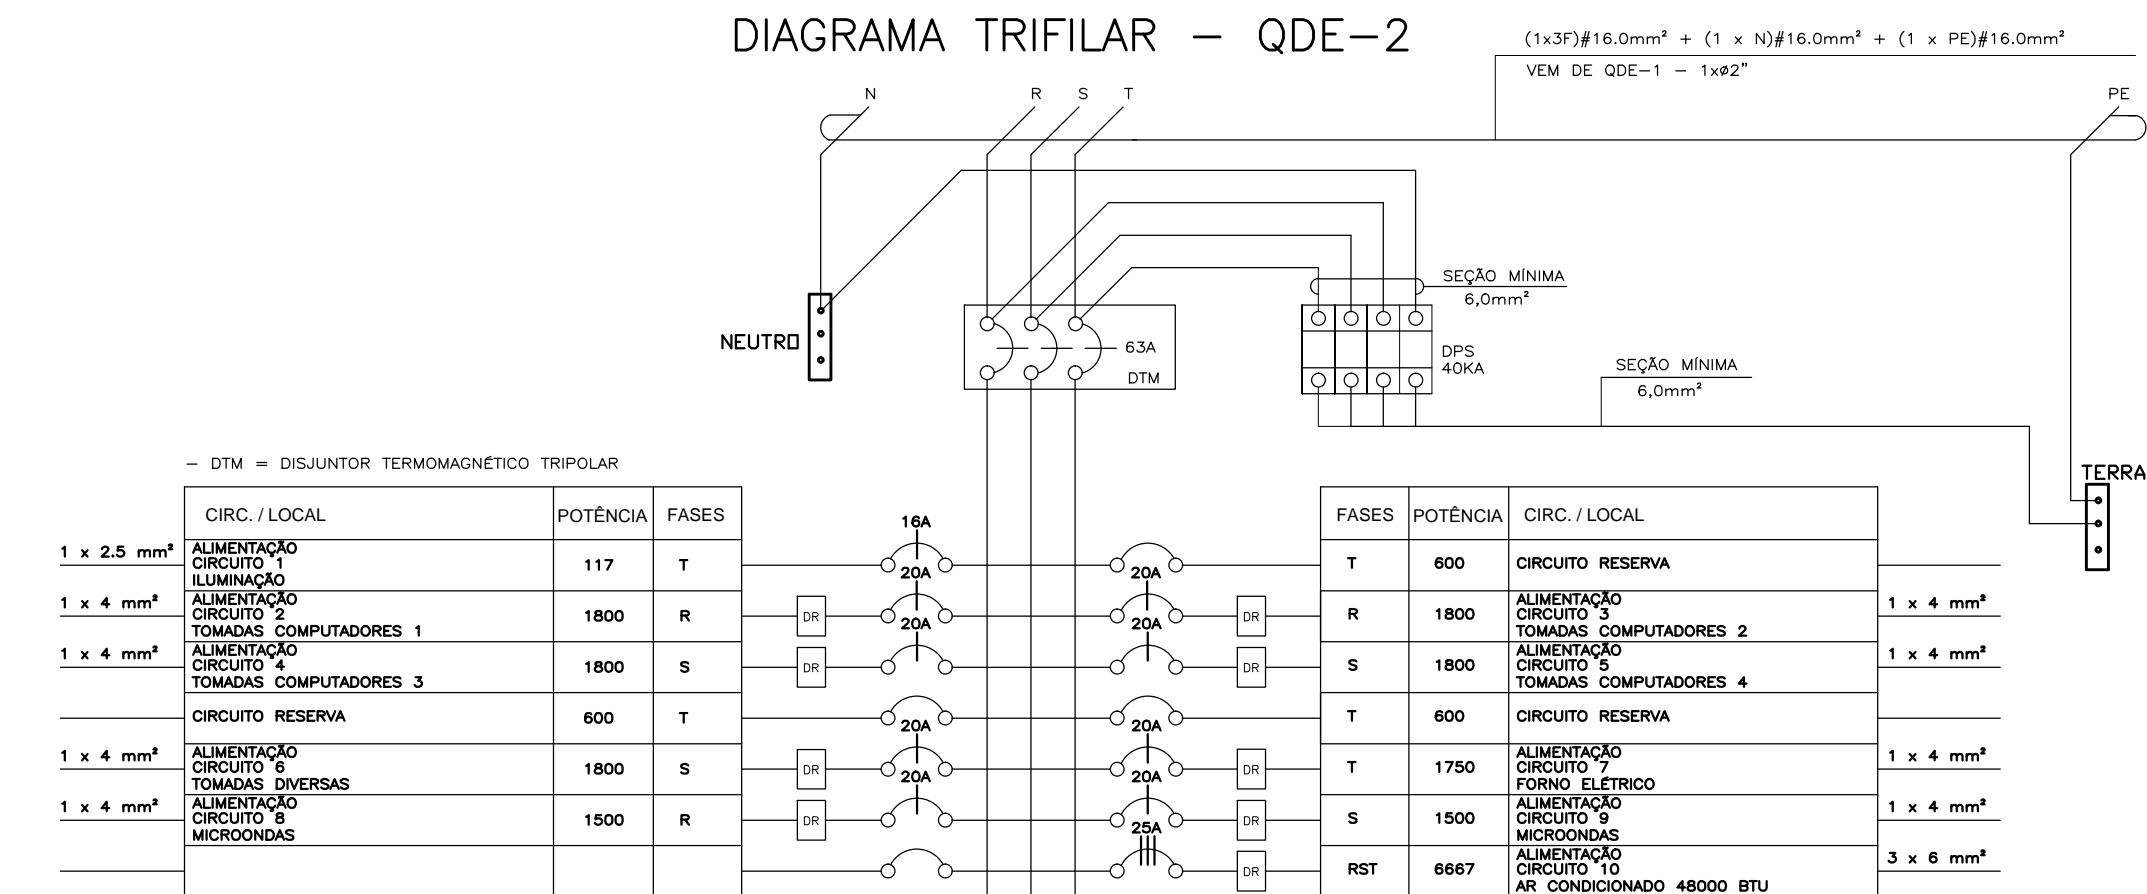 DIAGRAMA TRIFILAR - QDE-2
(1x3F)#16.0mm² + (1 x N)#16.0mm² + (1 x PE)#16.0mm²
VEM DE QDE-1 - 1xø2"
N
R S T
PE
SEÇÃO MÍNIMA
6,0mm²
NEUTRO
63A
DTM
DPS
40KA
SEÇÃO MÍNIMA
6,0mm²
TERRA
- DTM = DISJUNTOR TERMOMAGNÉTICO TRIPOLAR
CIRC. / LOCAL POTÊNCIA FASES
1 x 2.5 mm²
ALIMENTAÇÃO
CIRCUITO 1
ILUMINAÇÃO
117 T
16A
1 x 4 mm²
ALIMENTAÇÃO
CIRCUITO 2
TOMADAS COMPUTADORES 1
1800 R
DR
20A
1 x 4 mm²
ALIMENTAÇÃO
CIRCUITO 4
TOMADAS COMPUTADORES 3
1800 S
DR
20A
CIRCUITO RESERVA
600 T
1 x 4 mm²
ALIMENTAÇÃO
CIRCUITO 6
TOMADAS DIVERSAS
1800 S
DR
20A
1 x 4 mm²
ALIMENTAÇÃO
CIRCUITO 8
MICROONDAS
1500 R
DR
20A
FASES POTÊNCIA CIRC. / LOCAL
T 600 CIRCUITO RESERVA
20A
DR
R 1800
ALIMENTAÇÃO
CIRCUITO 3
TOMADAS COMPUTADORES 2
1 x 4 mm²
20A
DR
S 1800
ALIMENTAÇÃO
CIRCUITO 5
TOMADAS COMPUTADORES 4
1 x 4 mm²
T 600 CIRCUITO RESERVA
20A
DR
T 1750
ALIMENTAÇÃO
CIRCUITO 7
FORNO ELÉTRICO
1 x 4 mm²
20A
DR
S 1500
ALIMENTAÇÃO
CIRCUITO 9
MICROONDAS
1 x 4 mm²
25A
DR
RST 6667
ALIMENTAÇÃO
CIRCUITO 10
AR CONDICIONADO 48000 BTU
3 x 6 mm²